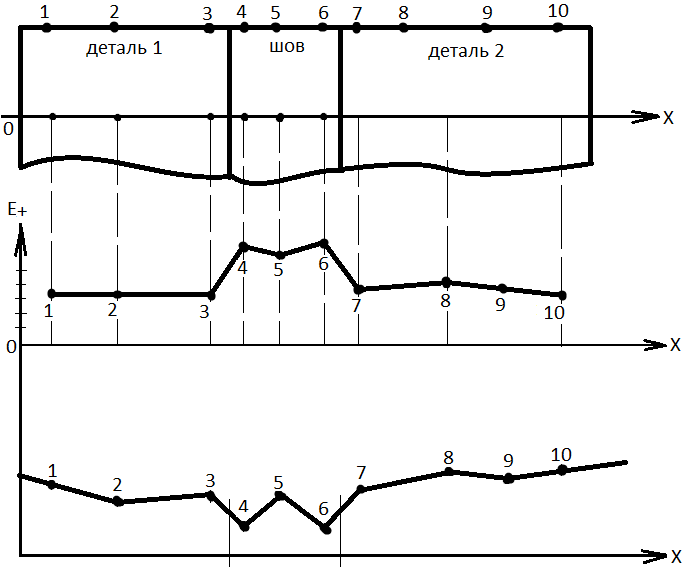 1 2 3 4 5 6 7 8 9 10
деталь 1 шов деталь 2
0 X
E+
4 5 6
1 2 3 7 8 9 10
0 X
1 2 3 4 5 6 7 8 9 10
X